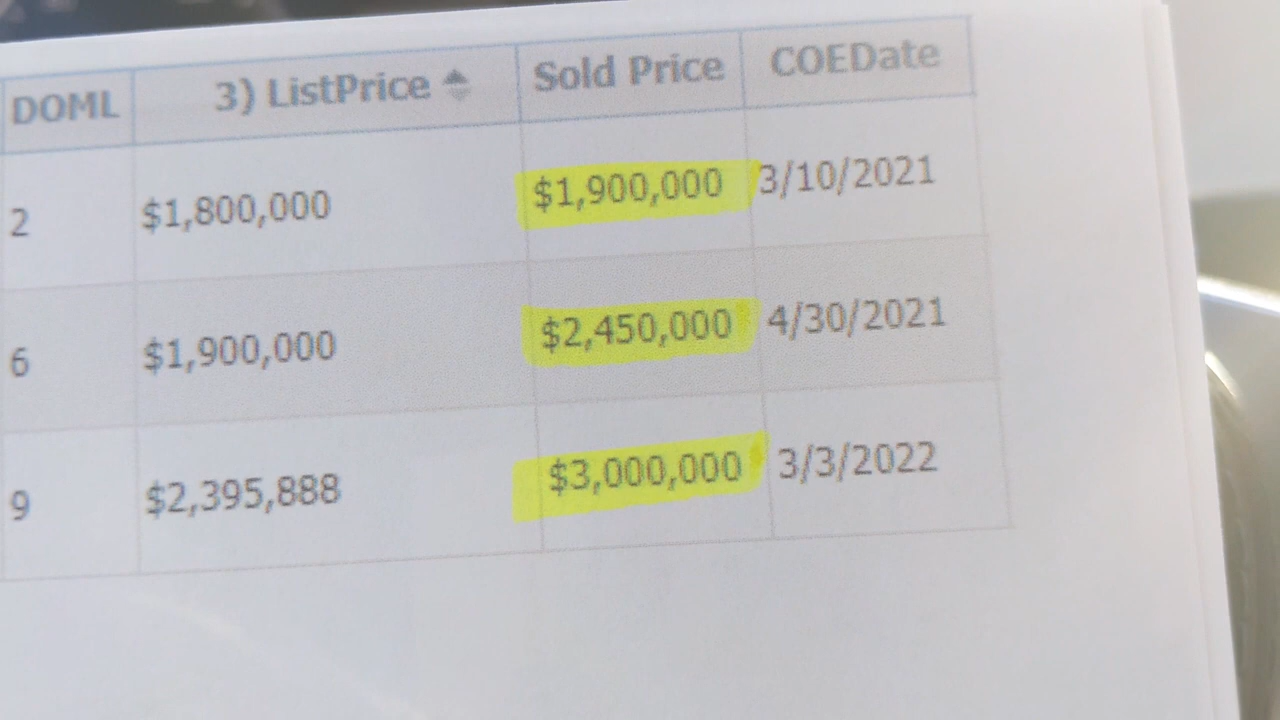 DOML 3) ListPrice Sold Price COEDate
2 $1,800,000 $1,900,000 3/10/2021
6 $1,900,000 $2,450,000 4/30/2021
9 $2,395,888 $3,000,000 3/3/2022